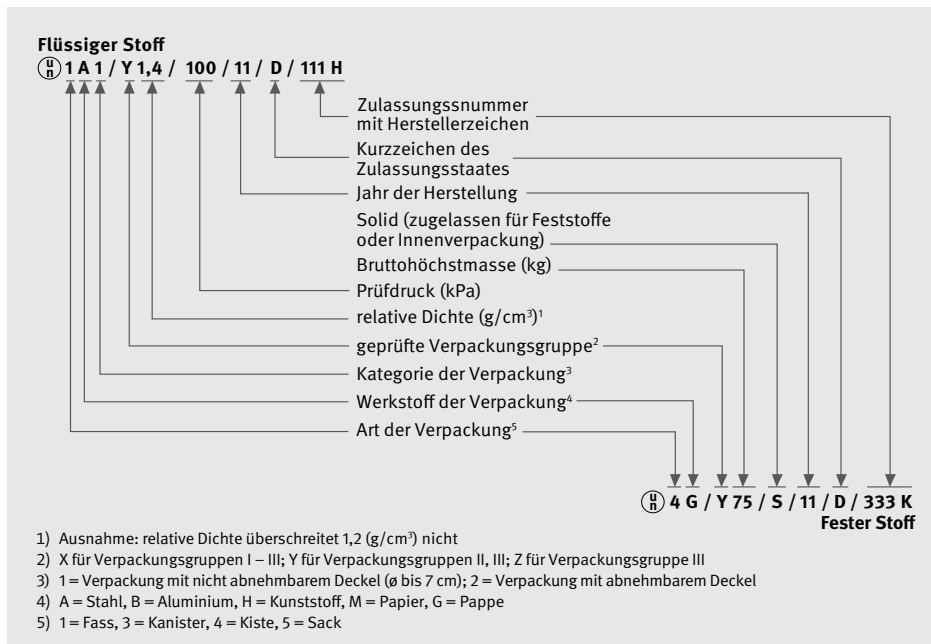 Flüssiger Stoff
un 1 A 1 / Y 1,4 / 100 / 11 / D / 111 H
Zulassungssnummer
mit Herstellerzeichen
Kurzzeichen des
Zulassungsstaates
Jahr der Herstellung
Solid (zugelassen für Feststoffe
oder Innenverpackung)
Bruttohöchstmasse (kg)
Prüfdruck (kPa)
relative Dichte (g/cm³)¹
geprüfte Verpackungsgruppe²
Kategorie der Verpackung³
Werkstoff der Verpackung⁴
Art der Verpackung⁵
un 4 G / Y 75 / S / 11 / D / 333 K
Fester Stoff
1) Ausnahme: relative Dichte überschreitet 1,2 (g/cm³) nicht
2) X für Verpackungsgruppen I – III; Y für Verpackungsgruppen II, III; Z für Verpackungsgruppe III
3) 1 = Verpackung mit nicht abnehmbarem Deckel (ø bis 7 cm); 2 = Verpackung mit abnehmbarem Deckel
4) A = Stahl, B = Aluminium, H = Kunststoff, M = Papier, G = Pappe
5) 1 = Fass, 3 = Kanister, 4 = Kiste, 5 = Sack